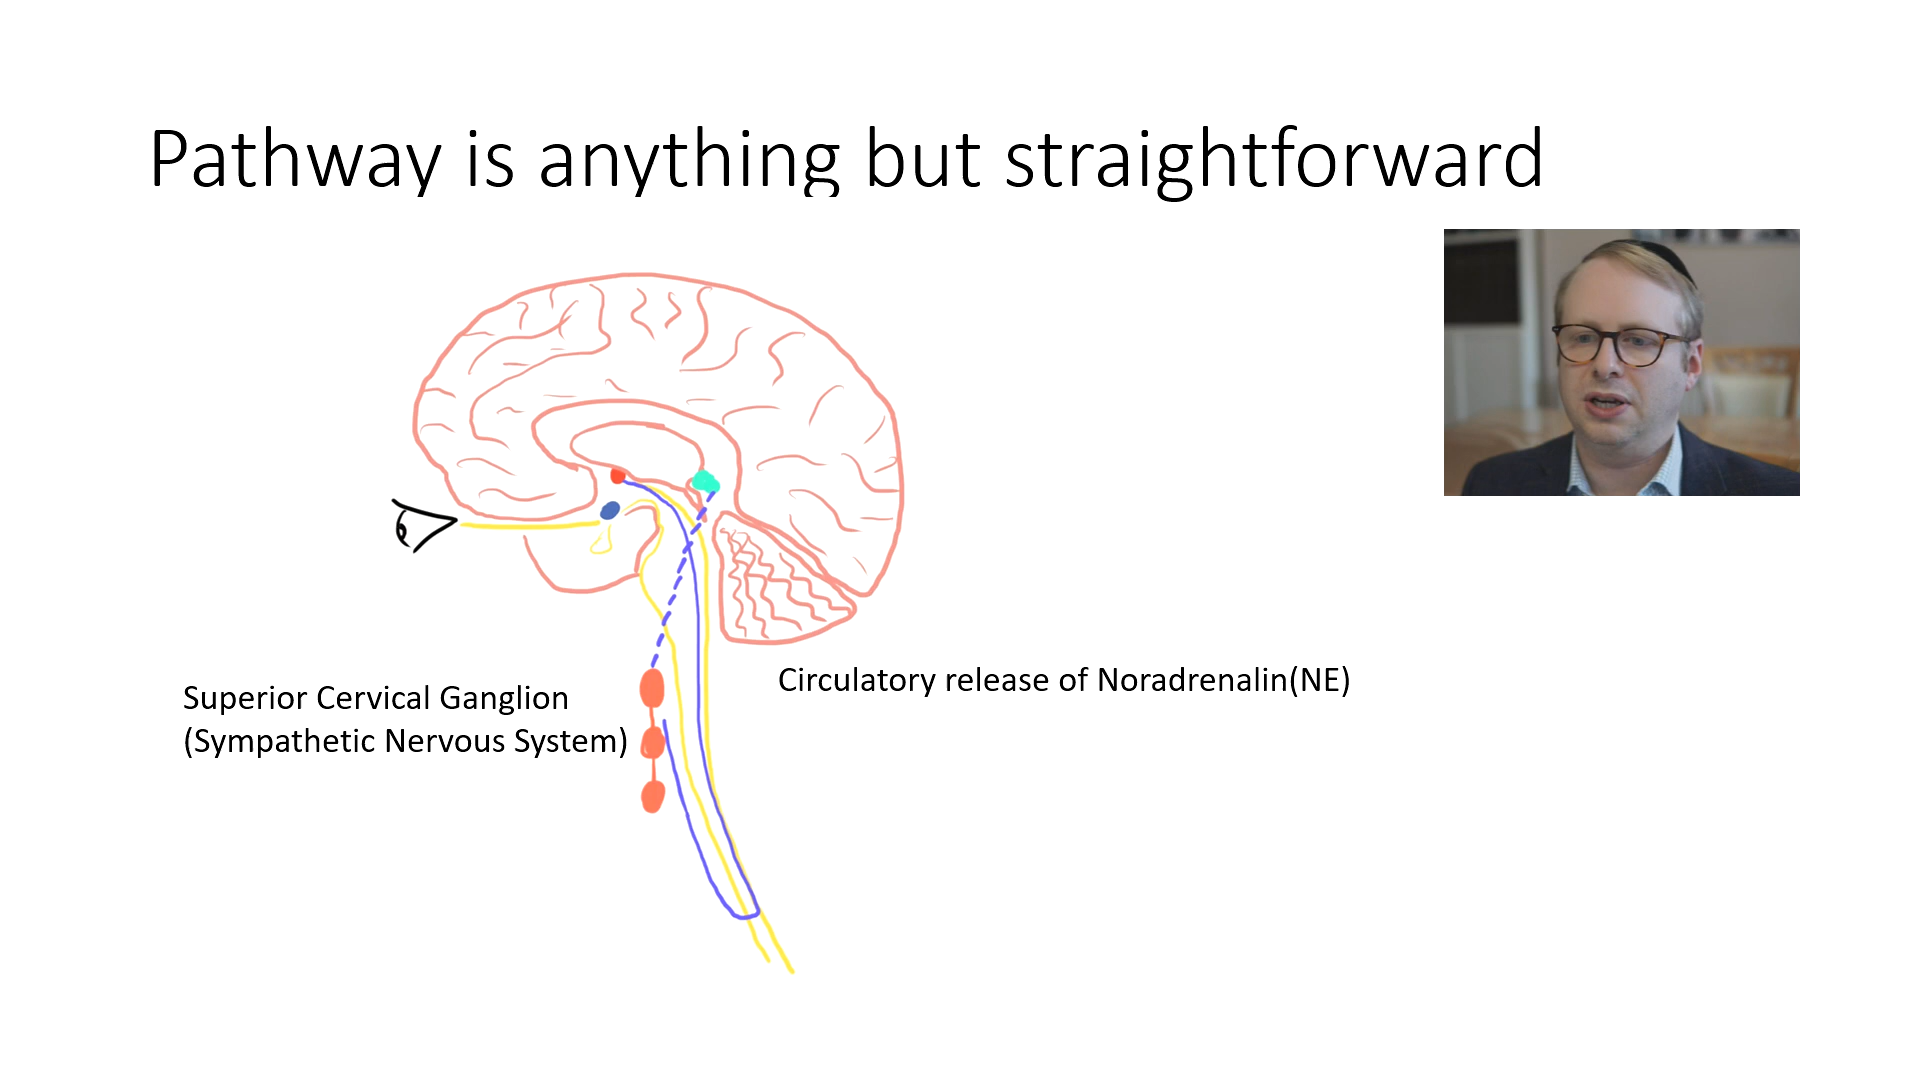 Pathway is anything but straightforward
Superior Cervical Ganglion
(Sympathetic Nervous System)
Circulatory release of Noradrenalin(NE)